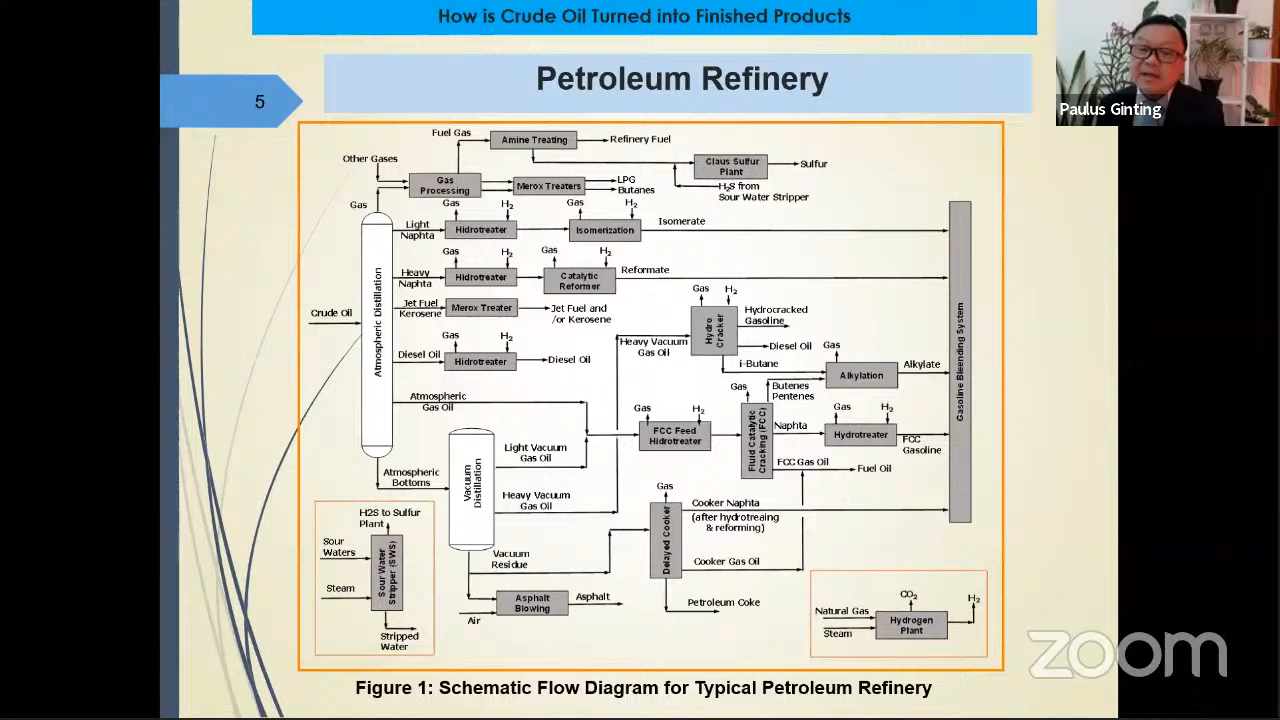 How is Crude Oil Turned into Finished Products
Paulus Ginting
5
Petroleum Refinery
Fuel Gas
Amine Treating
Refinery Fuel
Other Gases
Claus Sulfur
Plant
Sulfur
Gas
Processing
Merox Treaters
LPG
Butanes
H2S from
Sour Water Stripper
Gas
Gas
H2
Gas
H2
Light
Naphta
Hidrotreater
Isomerization
Isomerate
Gas
H2
Gas
H2
Heavy
Naphta
Hidrotreater
Catalytic
Reformer
Reformate
Jet Fuel
Kerosene
Merox Treater
Jet Fuel and
/or Kerosene
Crude Oil
Atmospheric Distillation
Gas
H2
Diesel Oil
Hidrotreater
Diesel Oil
Gas
H2
Hydro
Cracker
Hydrocracked
Gasoline
Heavy Vacuum
Gas Oil
Diesel Oil
i-Butane
Gas
Alkylation
Alkylate
Gasoline Bleending System
Gas
Butenes
Pentenes
Atmospheric
Gas Oil
Gas
H2
FCC Feed
Hidrotreater
Fluid Catalytic
Cracking (FCC)
Naphta
Gas
H2
Hydrotreater
FCC
Gasoline
FCC Gas Oil
Fuel Oil
Light Vacuum
Gas Oil
Atmospheric
Bottoms
Vacuum
Distillation
Heavy Vacuum
Gas Oil
Gas
Delayed Cooker
Cooker Naphta
(after hydrotreaing
& reforming)
Vacuum
Residue
Cooker Gas Oil
Asphalt
Blowing
Asphalt
Air
Petroleum Coke
H2S to Sulfur
Plant
Sour
Waters
Sour Water
Stripper (SWS)
Steam
Stripped
Water
CO2
H2
Natural Gas
Steam
Hydrogen
Plant
zoom
Figure 1: Schematic Flow Diagram for Typical Petroleum Refinery